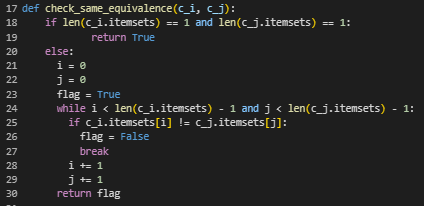 17 def check_same_equivalence(c_i, c_j):
18     if len(c_i.itemsets) == 1 and len(c_j.itemsets) == 1:
19             return True
20     else:
21       i = 0
22       j = 0
23       flag = True
24       while i < len(c_i.itemsets) - 1 and j < len(c_j.itemsets) - 1:
25         if c_i.itemsets[i] != c_j.itemsets[j]:
26           flag = False
27           break
28         i += 1
29         j += 1
30       return flag